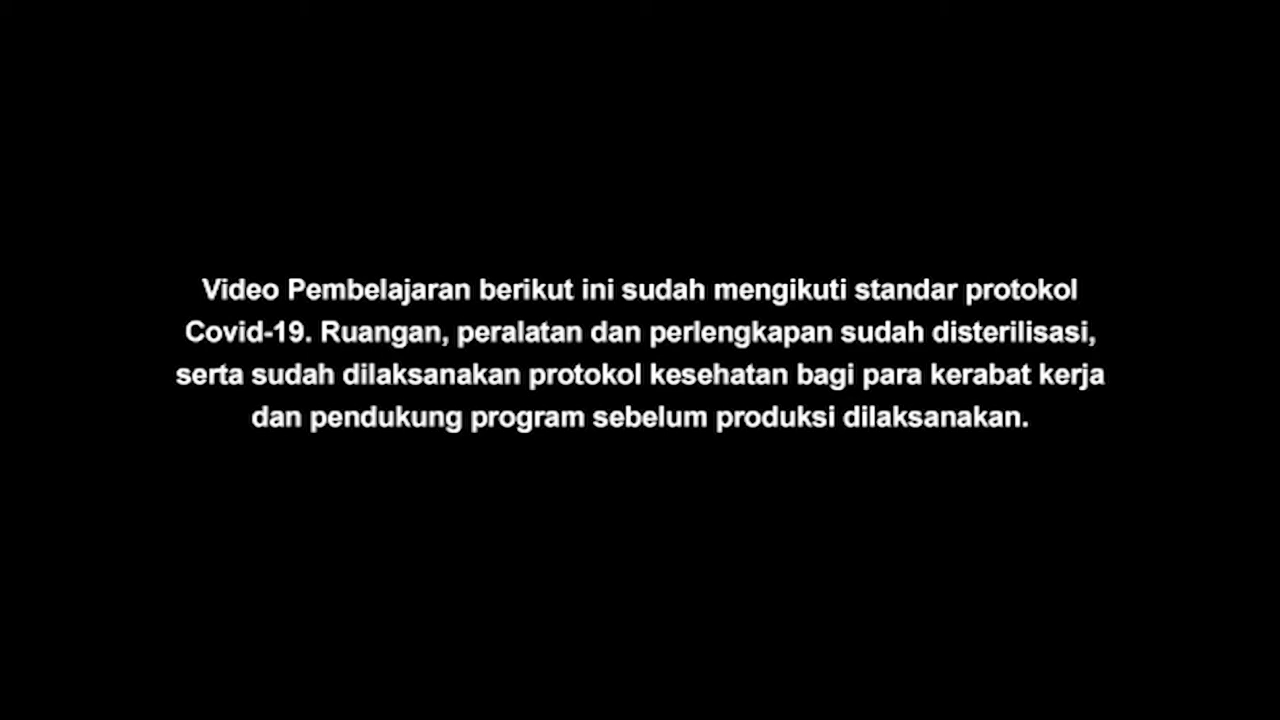 Video Pembelajaran berikut ini sudah mengikuti standar protokol
Covid-19. Ruangan, peralatan dan perlengkapan sudah disterilisasi,
serta sudah dilaksanakan protokol kesehatan bagi para kerabat kerja
dan pendukung program sebelum produksi dilaksanakan.